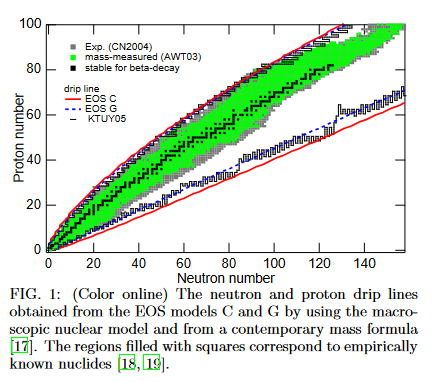 100
80
60
40
20
0
Proton number
Exp. (CN2004)
mass-measured (AWT03)
stable for beta-decay
drip line
EOS C
EOS G
KTUY05
0 20 40 60 80 100 120 140
Neutron number
FIG. 1: (Color online) The neutron and proton drip lines
obtained from the EOS models C and G by using the macro-
scopic nuclear model and from a contemporary mass formula
[17]. The regions filled with squares correspond to empirically
known nuclides [18, 19].